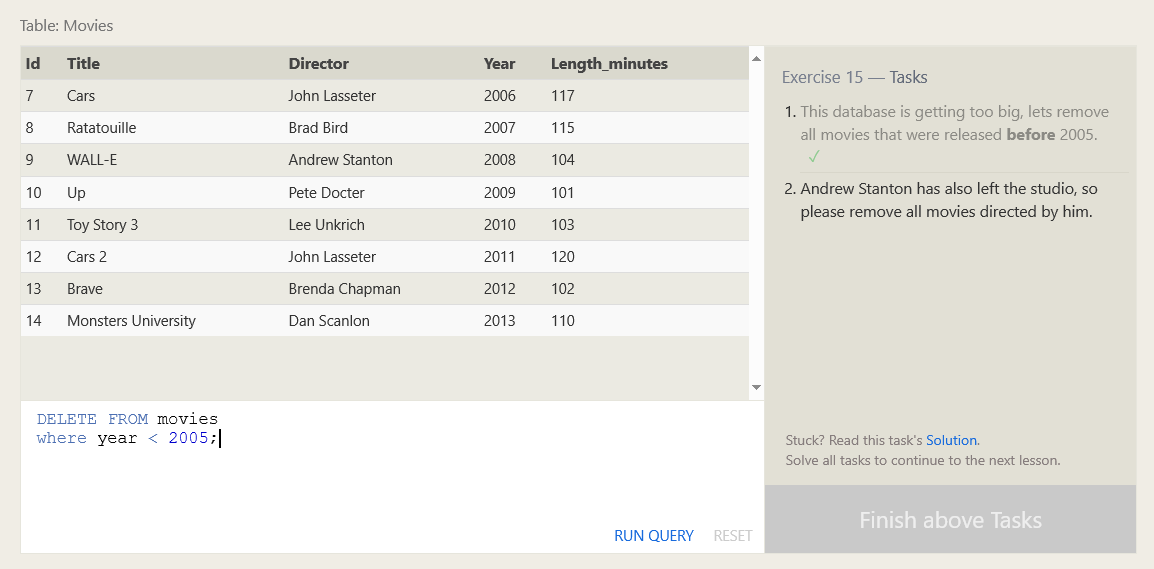 Table: Movies
Id Title Director Year Length_minutes
7 Cars John Lasseter 2006 117
8 Ratatouille Brad Bird 2007 115
9 WALL-E Andrew Stanton 2008 104
10 Up Pete Docter 2009 101
11 Toy Story 3 Lee Unkrich 2010 103
12 Cars 2 John Lasseter 2011 120
13 Brave Brenda Chapman 2012 102
14 Monsters University Dan Scanlon 2013 110
DELETE FROM movies
where year < 2005;
RUN QUERY RESET
Exercise 15 — Tasks
1. This database is getting too big, lets remove
all movies that were released before 2005.
✓
2. Andrew Stanton has also left the studio, so
please remove all movies directed by him.
Stuck? Read this task's Solution.
Solve all tasks to continue to the next lesson.
Finish above Tasks